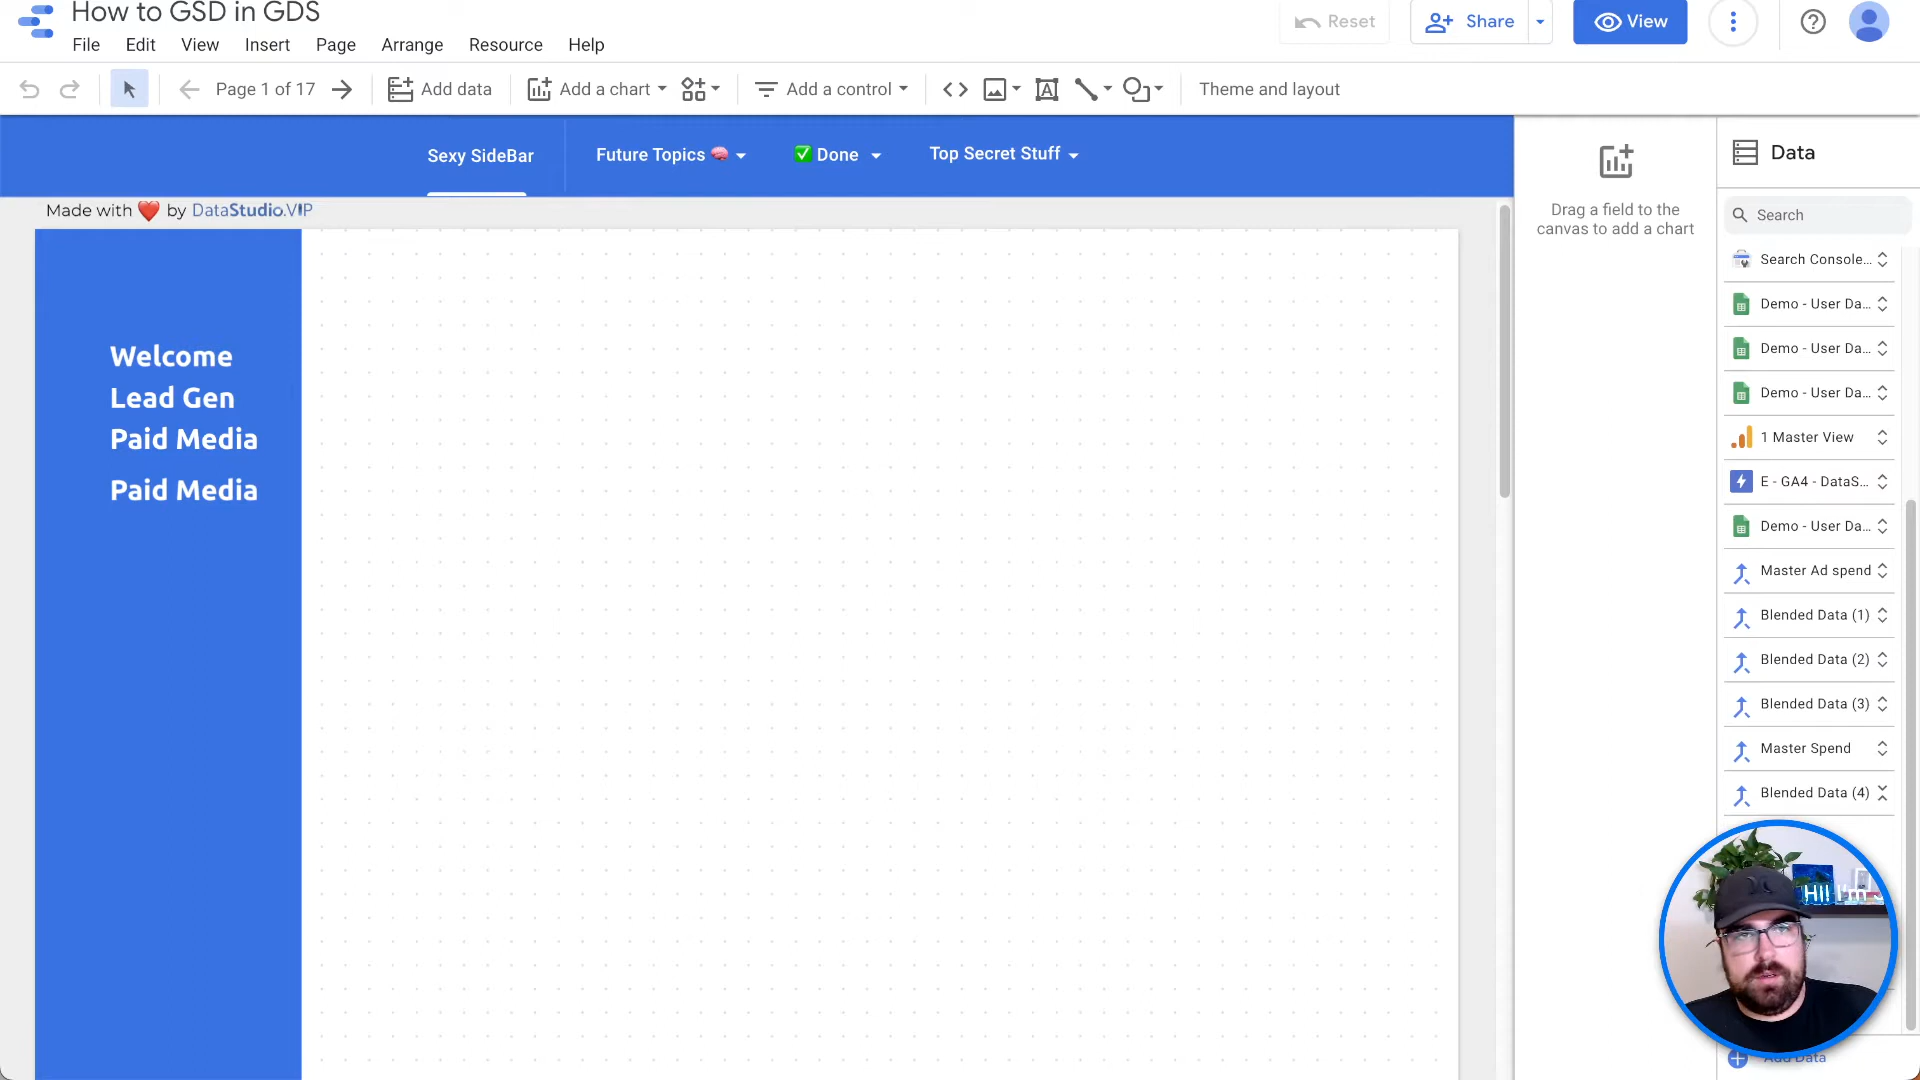 How to GSD in GDS
Reset
Share
View
File Edit View Insert Page Arrange Resource Help
Page 1 of 17
Add data
Add a chart
Add a control
Theme and layout
Sexy SideBar
Future Topics 🧠
✅ Done
Top Secret Stuff
Made with ❤️ by DataStudio.VIP
Welcome
Lead Gen
Paid Media
Paid Media
Drag a field to the
canvas to add a chart
Data
Search
Search Console...
Demo - User Da...
Demo - User Da...
Demo - User Da...
1 Master View
E - GA4 - DataS...
Demo - User Da...
Master Ad spend
Blended Data (1)
Blended Data (2)
Blended Data (3)
Master Spend
Blended Data (4)
HI! I'm
Add Data